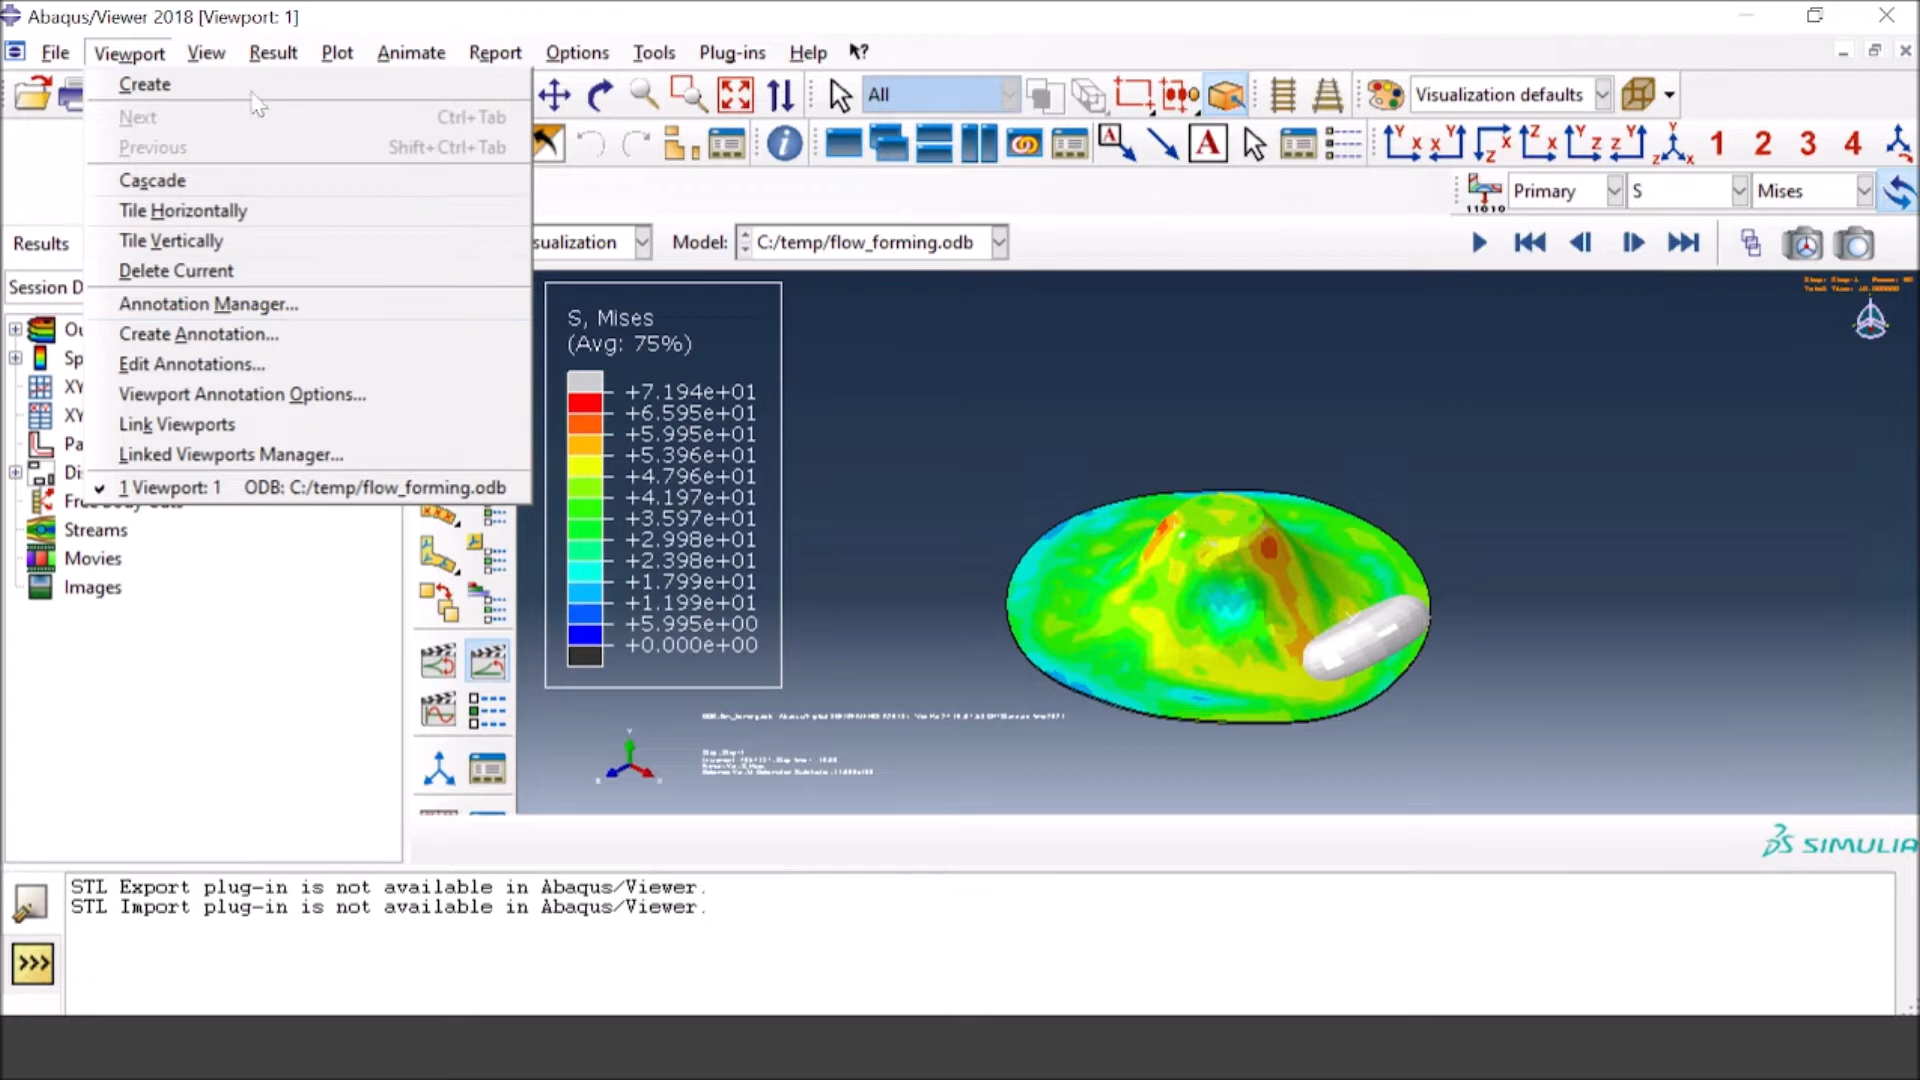 Abaqus/Viewer 2018 [Viewport: 1]
File Viewport View Result Plot Animate Report Options Tools Plug-ins Help
Create
Next Ctrl+Tab
Previous Shift+Ctrl+Tab
Cascade
Tile Horizontally
Tile Vertically
Delete Current
Annotation Manager...
Create Annotation...
Edit Annotations...
Viewport Annotation Options...
Link Viewports
Linked Viewports Manager...
1 Viewport: 1 ODB: C:/temp/flow_forming.odb
All
Visualization defaults
1 2 3 4
Primary S Mises
Results
sualization Model: C:/temp/flow_forming.odb
Session D
Ou
Sp
XY
XY
Pa
Di
Streams
Movies
Images
S, Mises
(Avg: 75%)
+7.194e+01
+6.595e+01
+5.995e+01
+5.396e+01
+4.796e+01
+4.197e+01
+3.597e+01
+2.998e+01
+2.398e+01
+1.799e+01
+1.199e+01
+5.995e+00
+0.000e+00
SIMULIA
STL Export plug-in is not available in Abaqus/Viewer.
STL Import plug-in is not available in Abaqus/Viewer.
>>>